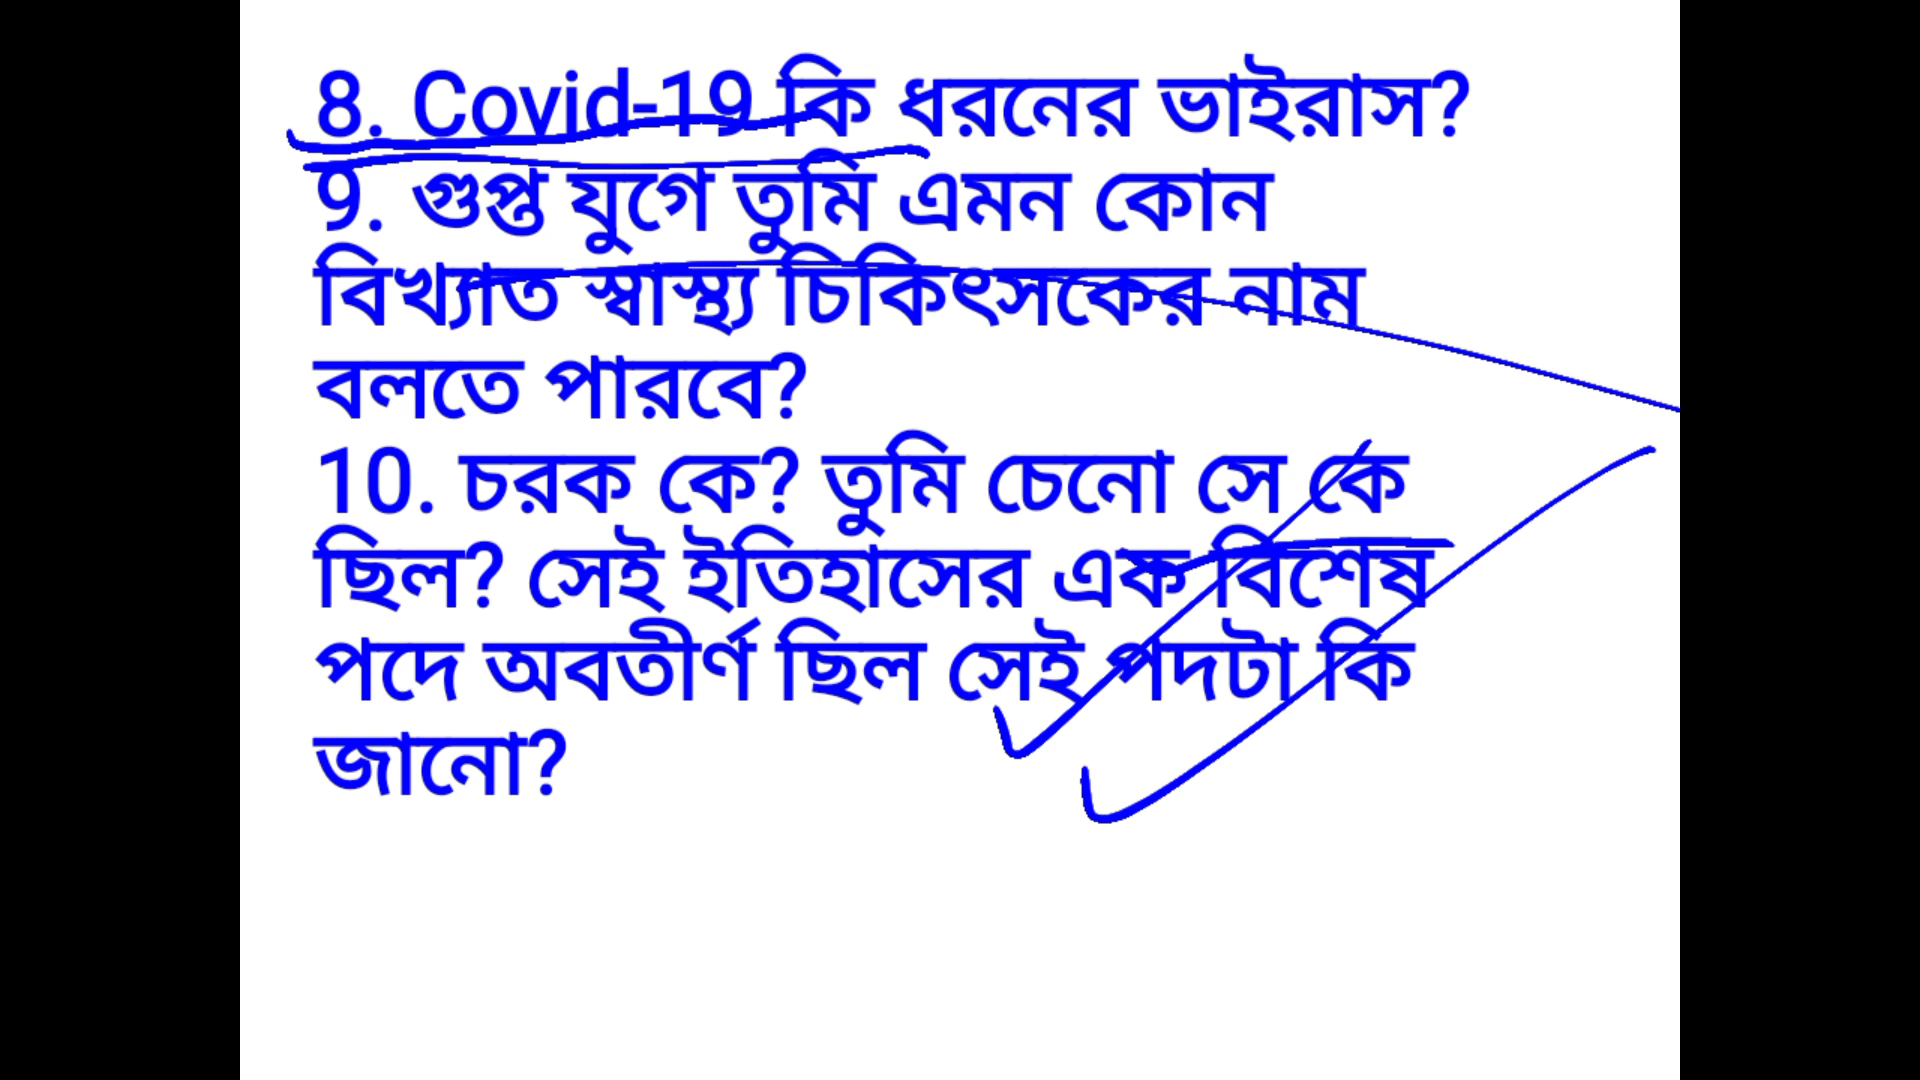 8. Covid-19 কি ধরনের ভাইরাস?
9. গুপ্ত যুগে তুমি এমন কোন
বিখ্যাত স্বাস্থ্য চিকিৎসকের নাম
বলতে পারবে?
10. চরক কে? তুমি চেনো সে কে
ছিল? সেই ইতিহাসের এক বিশেষ
পদে অবতীর্ণ ছিল সেই পদটা কি
জানো?